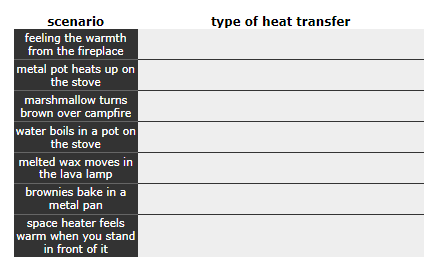 scenario type of heat transfer
feeling the warmth
from the fireplace
metal pot heats up on
the stove
marshmallow turns
brown over campfire
water boils in a pot on
the stove
melted wax moves in
the lava lamp
brownies bake in a
metal pan
space heater feels
warm when you stand
in front of it